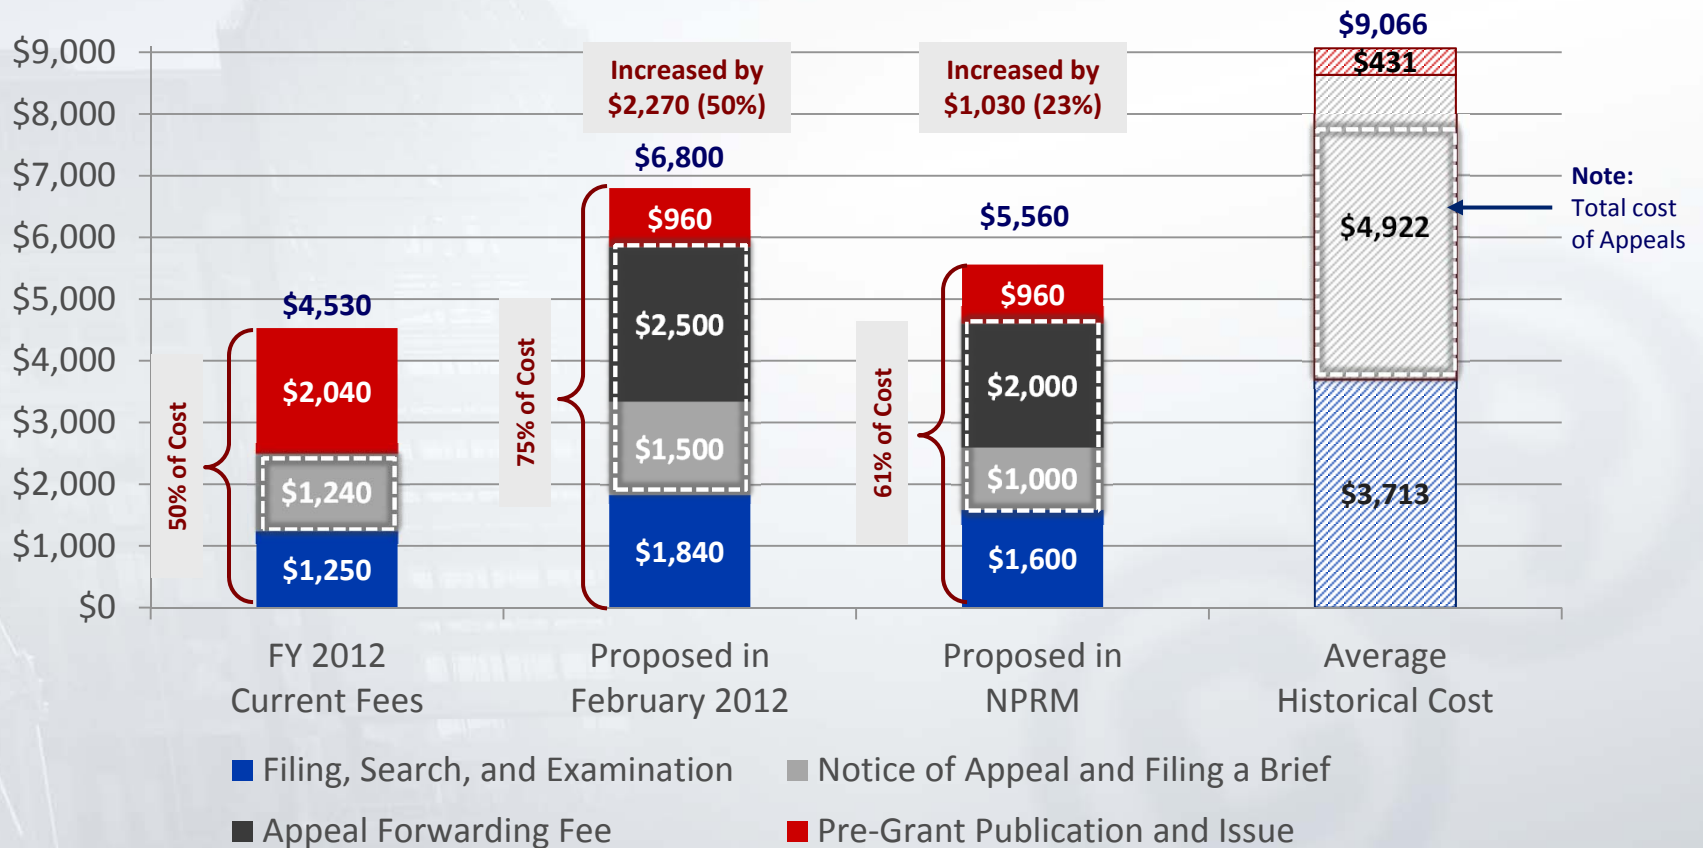 $9,066
$9,000
$8,000
$7,000
$6,000
$5,000
$4,000
$3,000
$2,000
$1,000
$0
50% of Cost
$4,530
$2,040
$1,240
$1,250
75% of Cost
Increased by
$2,270 (50%)
$6,800
$960
$2,500
$1,500
$1,840
61% of Cost
Increased by
$1,030 (23%)
$5,560
$960
$2,000
$1,000
$1,600
$431
$4,922
$3,713
Note:
Total cost
of Appeals
FY 2012
Current Fees
Proposed in
February 2012
Proposed in
NPRM
Average
Historical Cost
Filing, Search, and Examination
Notice of Appeal and Filing a Brief
Appeal Forwarding Fee
Pre-Grant Publication and Issue